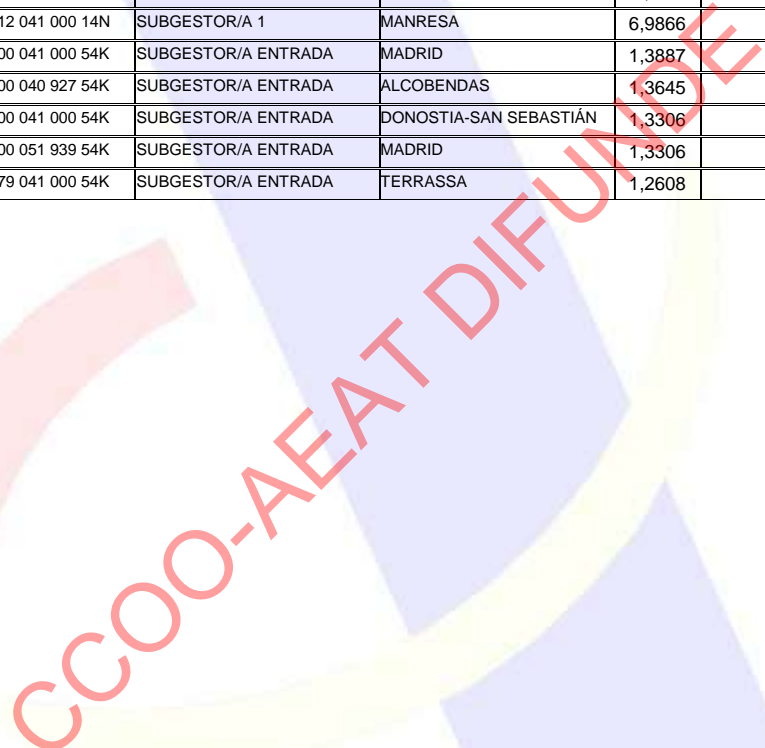 12 041 000 14N SUBGESTOR/A 1 MANRESA 6,9866
00 041 000 54K SUBGESTOR/A ENTRADA MADRID 1,3887
00 040 927 54K SUBGESTOR/A ENTRADA ALCOBENDAS 1,3645
00 041 000 54K SUBGESTOR/A ENTRADA DONOSTIA-SAN SEBASTIÁN 1,3306
00 051 939 54K SUBGESTOR/A ENTRADA MADRID 1,3306
79 041 000 54K SUBGESTOR/A ENTRADA TERRASSA 1,2608
CCOO-AEAT DIFUNDE